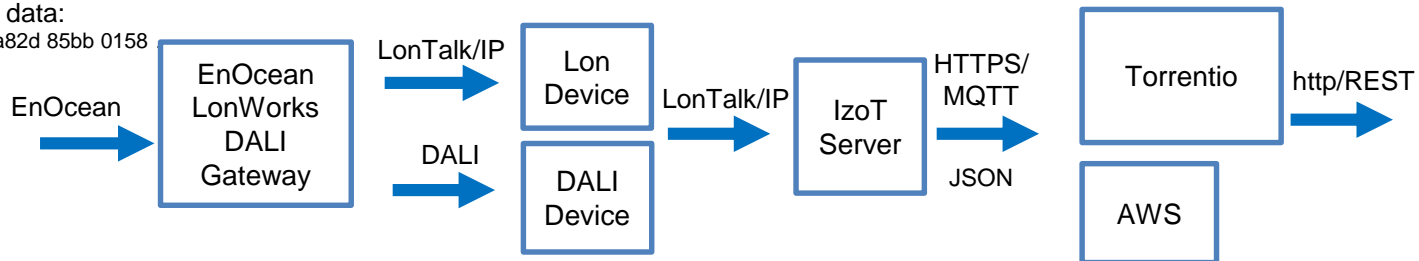 data:
a82d 85bb 0158
EnOcean
EnOcean
LonWorks
DALI
Gateway
LonTalk/IP
DALI
Lon
Device
DALI
Device
LonTalk/IP
IzoT
Server
HTTPS/
MQTT
JSON
Torrentio
AWS
http/REST